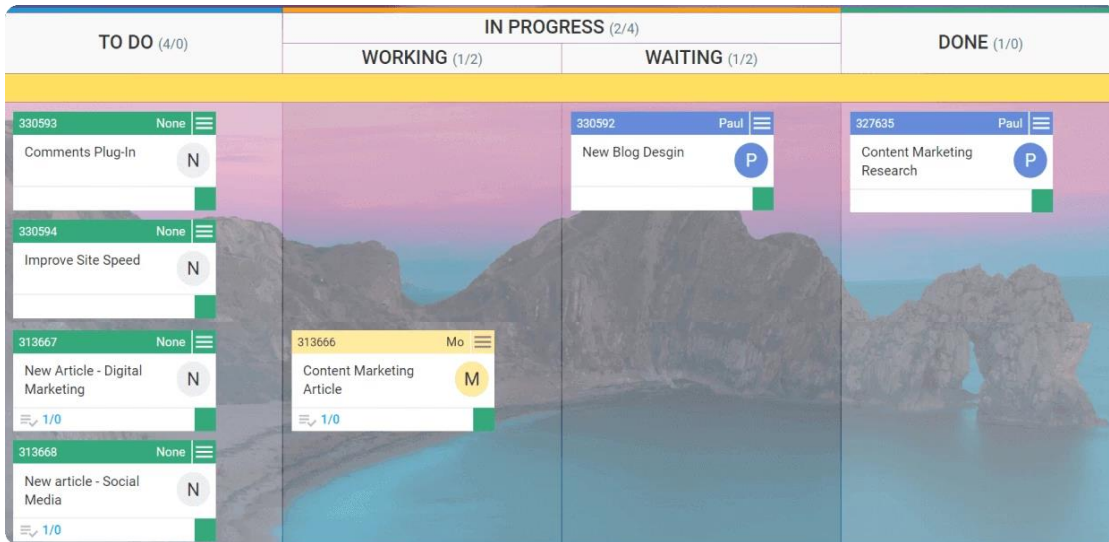 TO DO (4/0)
IN PROGRESS (2/4)
WORKING (1/2)
WAITING (1/2)
DONE (1/0)
330593 None
Comments Plug-In
N
330594 None
Improve Site Speed
N
313667 None
New Article - Digital
Marketing
N
1/0
313668 None
New article - Social
Media
N
1/0
313666 Mo
Content Marketing
Article
M
1/0
330592 Paul
New Blog Desgin
P
327635 Paul
Content Marketing
Research
P